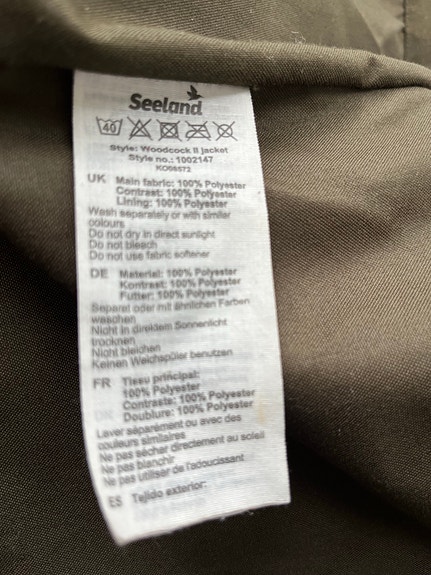 Seeland
40
Style: Woodcock II jacket
Style no.: 1002147
KO08572
UK Main fabric: 100% Polyester
Contrast: 100% Polyester
Lining: 100% Polyester
Wash separately or with similar
colours
Do not dry in direct sunlight
Do not bleach
Do not use fabric softener
DE Material: 100% Polyester
Kontrast: 100% Polyester
Futter: 100% Polyester
Separat oder mit ähnlichen Farben
waschen
Nicht in direktem Sonnenlicht
trocknen
Nicht bleichen
Keinen Weichspüler benutzen
FR Tissu principal:
100% Polyester
Contraste: 100% Polyester
Doublure: 100% Polyester
Laver séparément ou avec des
couleurs similaires
Ne pas sécher directement au soleil
Ne pas blanchir
Ne pas utiliser de l'adoucissant
ES Tejido exterior: